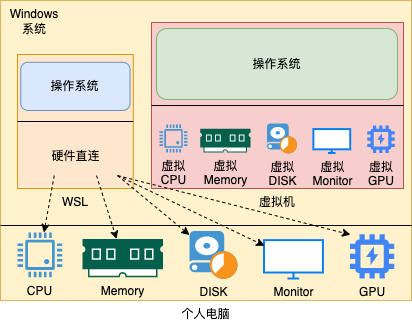 Windows
系统
操作系统
操作系统
硬件直连
虚拟
CPU
虚拟
Memory
虚拟
DISK
虚拟
Monitor
虚拟
GPU
WSL
虚拟机
CPU
Memory
DISK
Monitor
GPU
个人电脑